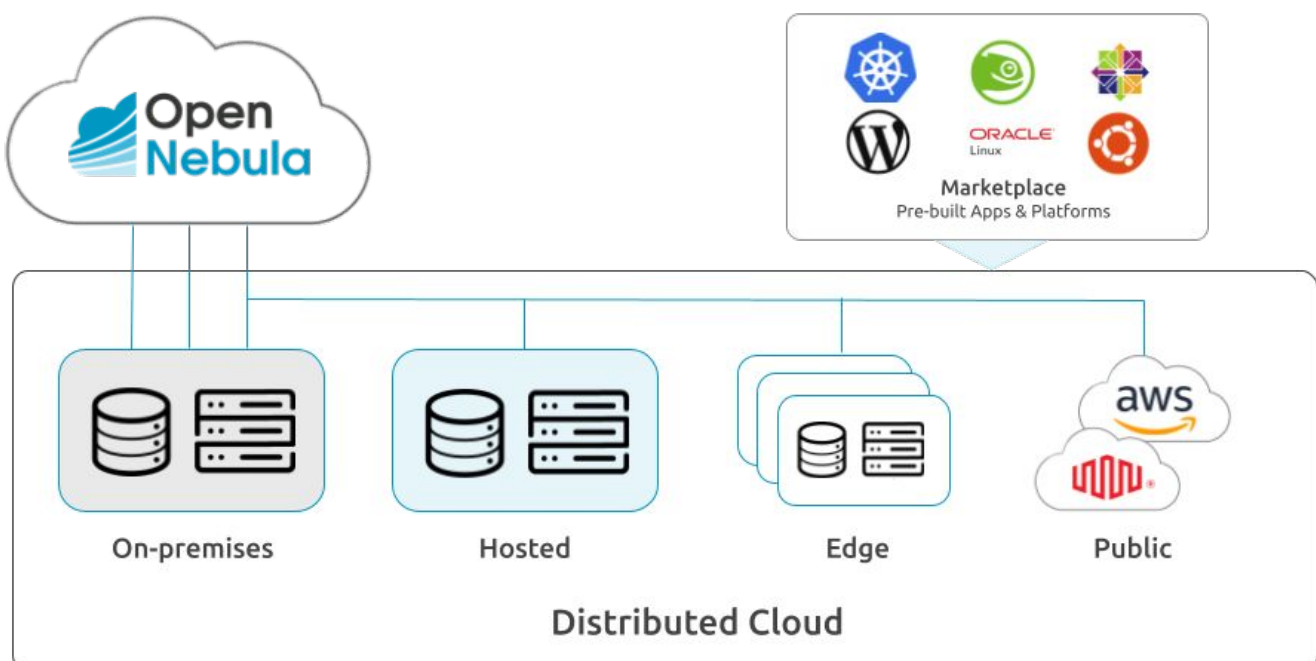 Open
Nebula
ORACLE
Linux
Marketplace
Pre-built Apps & Platforms
aws
On-premises
Hosted
Edge
Public
Distributed Cloud